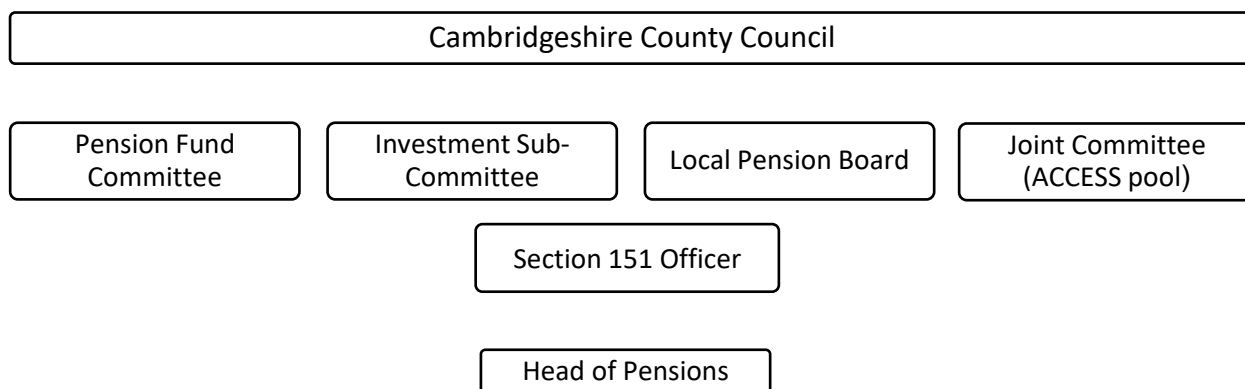 Cambridgeshire County Council
Pension Fund
Committee
Investment Sub-
Committee
Local Pension Board
Joint Committee
(ACCESS pool)
Section 151 Officer
Head of Pensions